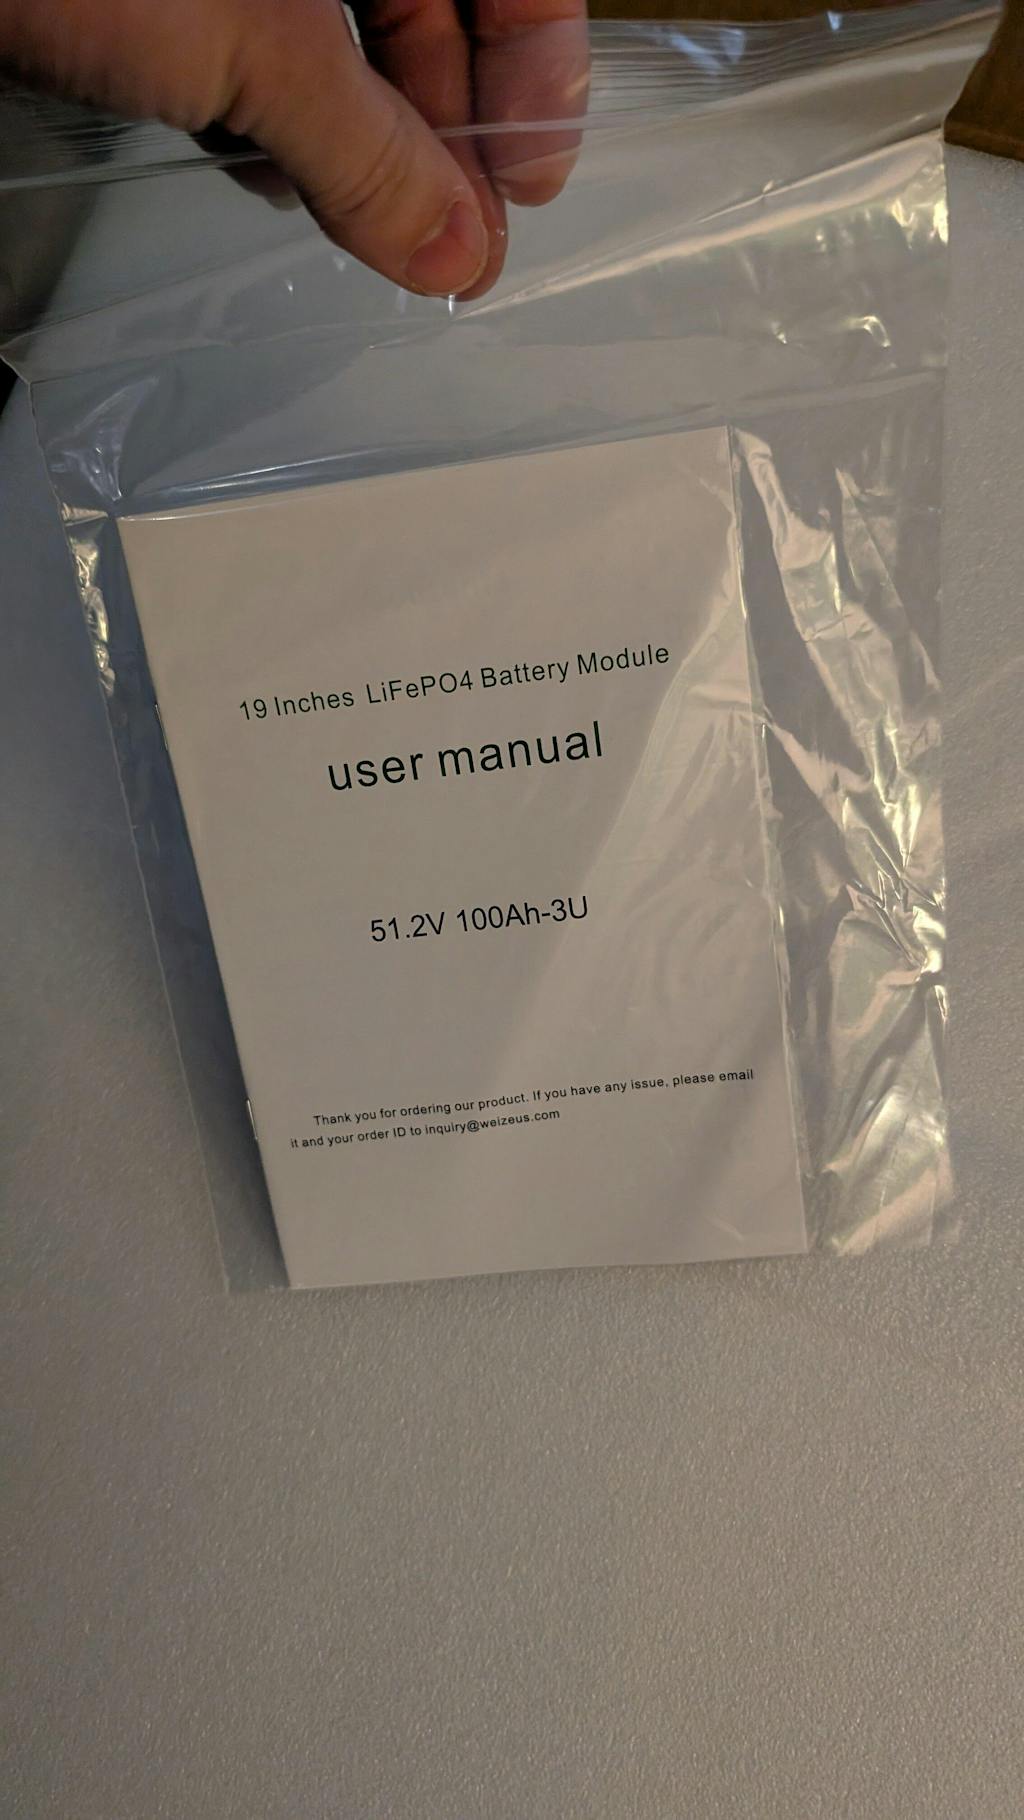 19 Inches LiFePO4 Battery Module
user manual
51.2V 100Ah-3U
Thank you for ordering our product. If you have any issue, please email
it and your order ID to inquiry@weizeus.com